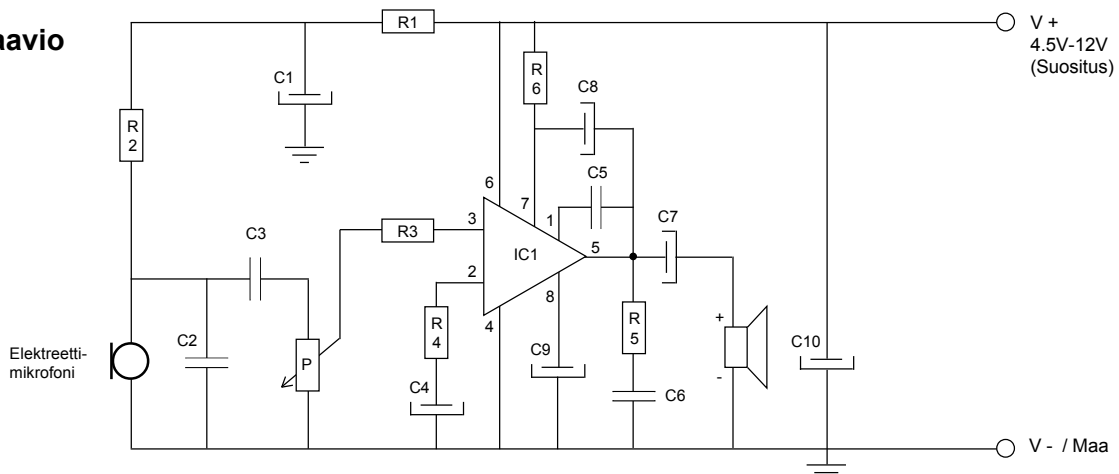 aavio
R1
V +
4.5V-12V
(Suositus)
C1
R
6
C8
R
2
C5
6
7
1
C7
C3
R3
3
IC1
5
2
8
4
R
4
R
5
+
-
Elektreetti-
mikrofoni
C2
P
C4
C9
C6
C10
V - / Maa